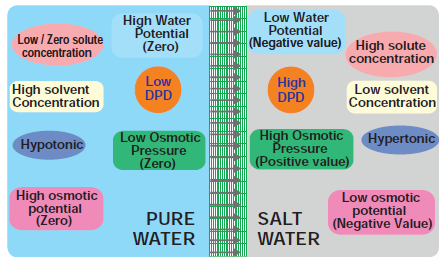 Low / Zero solute
concentration
High Water
Potential
(Zero)
High solvent
Concentration
Low
DPD
Hypotonic
Low Osmotic
Pressure
(Zero)
High osmotic
potential
(Zero)
PURE
WATER
Low Water
Potential
(Negative value)
High solute
concentration
High
DPD
Low solvent
Concentration
High Osmotic
Pressure
(Positive value)
Hypertonic
Low osmotic
potential
(Negative Value)
SALT
WATER